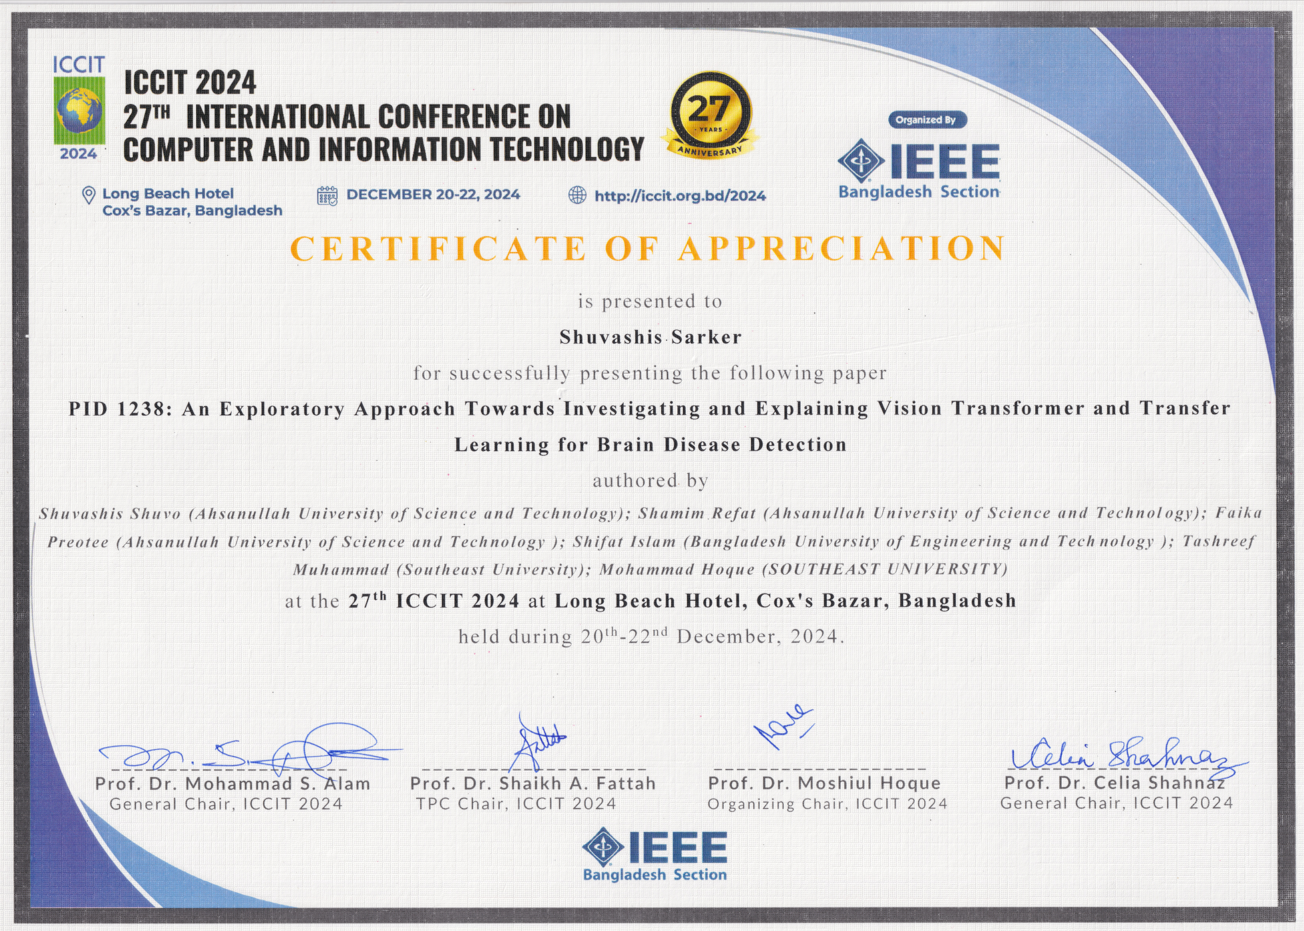 ICCIT
2024
ICCIT 2024
27TH INTERNATIONAL CONFERENCE ON
COMPUTER AND INFORMATION TECHNOLOGY
27
YEARS
ANNIVERSARY
Organized By
IEEE
Bangladesh Section
Long Beach Hotel
Cox's Bazar, Bangladesh
DECEMBER 20-22, 2024
http://iccit.org.bd/2024
CERTIFICATE OF APPRECIATION
is presented to
Shuvashis Sarker
for successfully presenting the following paper
PID 1238: An Exploratory Approach Towards Investigating and Explaining Vision Transformer and Transfer
Learning for Brain Disease Detection
authored by
Shuvashis Shuvo (Ahsanullah University of Science and Technology); Shamim Refat (Ahsanullah University of Science and Technology); Faika
Preotee (Ahsanullah University of Science and Technology ); Shifat Islam (Bangladesh University of Engineering and Technology ); Tashreef
Muhammad (Southeast University); Mohammad Hoque (SOUTHEAST UNIVERSITY)
at the 27th ICCIT 2024 at Long Beach Hotel, Cox's Bazar, Bangladesh
held during 20th-22nd December, 2024.
Fattah
Celia Shahnaz
Prof. Dr. Mohammad S. Alam
General Chair, ICCIT 2024
Prof. Dr. Shaikh A. Fattah
TPC Chair, ICCIT 2024
Prof. Dr. Moshiul Hoque
Organizing Chair, ICCIT 2024
Prof. Dr. Celia Shahnaz
General Chair, ICCIT 2024
IEEE
Bangladesh Section